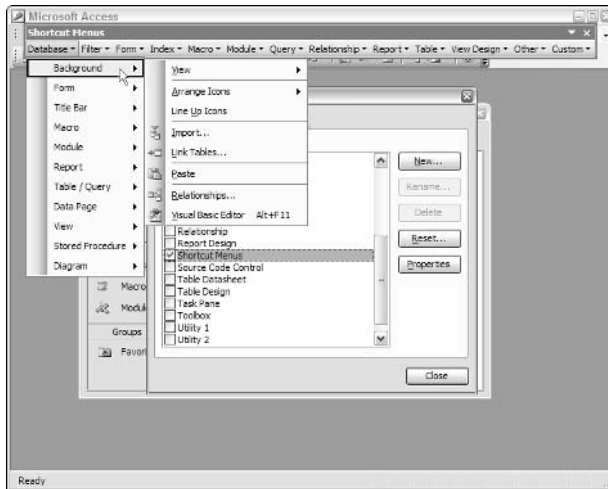 Microsoft Access
Shortcut Menus
Database Filter Form Index Macro Module Query Relationship Report Table View Design Other Custom
Background
Form
Title Bar
Macro
Module
Report
Table / Query
Data Page
View
Stored Procedure
Diagram
View
Arrange Icons
Line Up Icons
Import...
Link Tables...
Paste
Relationships...
Visual Basic Editor Alt+F11
Relationship
Report Design
Shortcut Menus
Source Code Control
Table Datasheet
Table Design
Task Pane
Toolbox
Utility 1
Utility 2
New...
Rename...
Delete
Reset...
Properties
Close
Macro
Modul
Groups
Favori
Ready